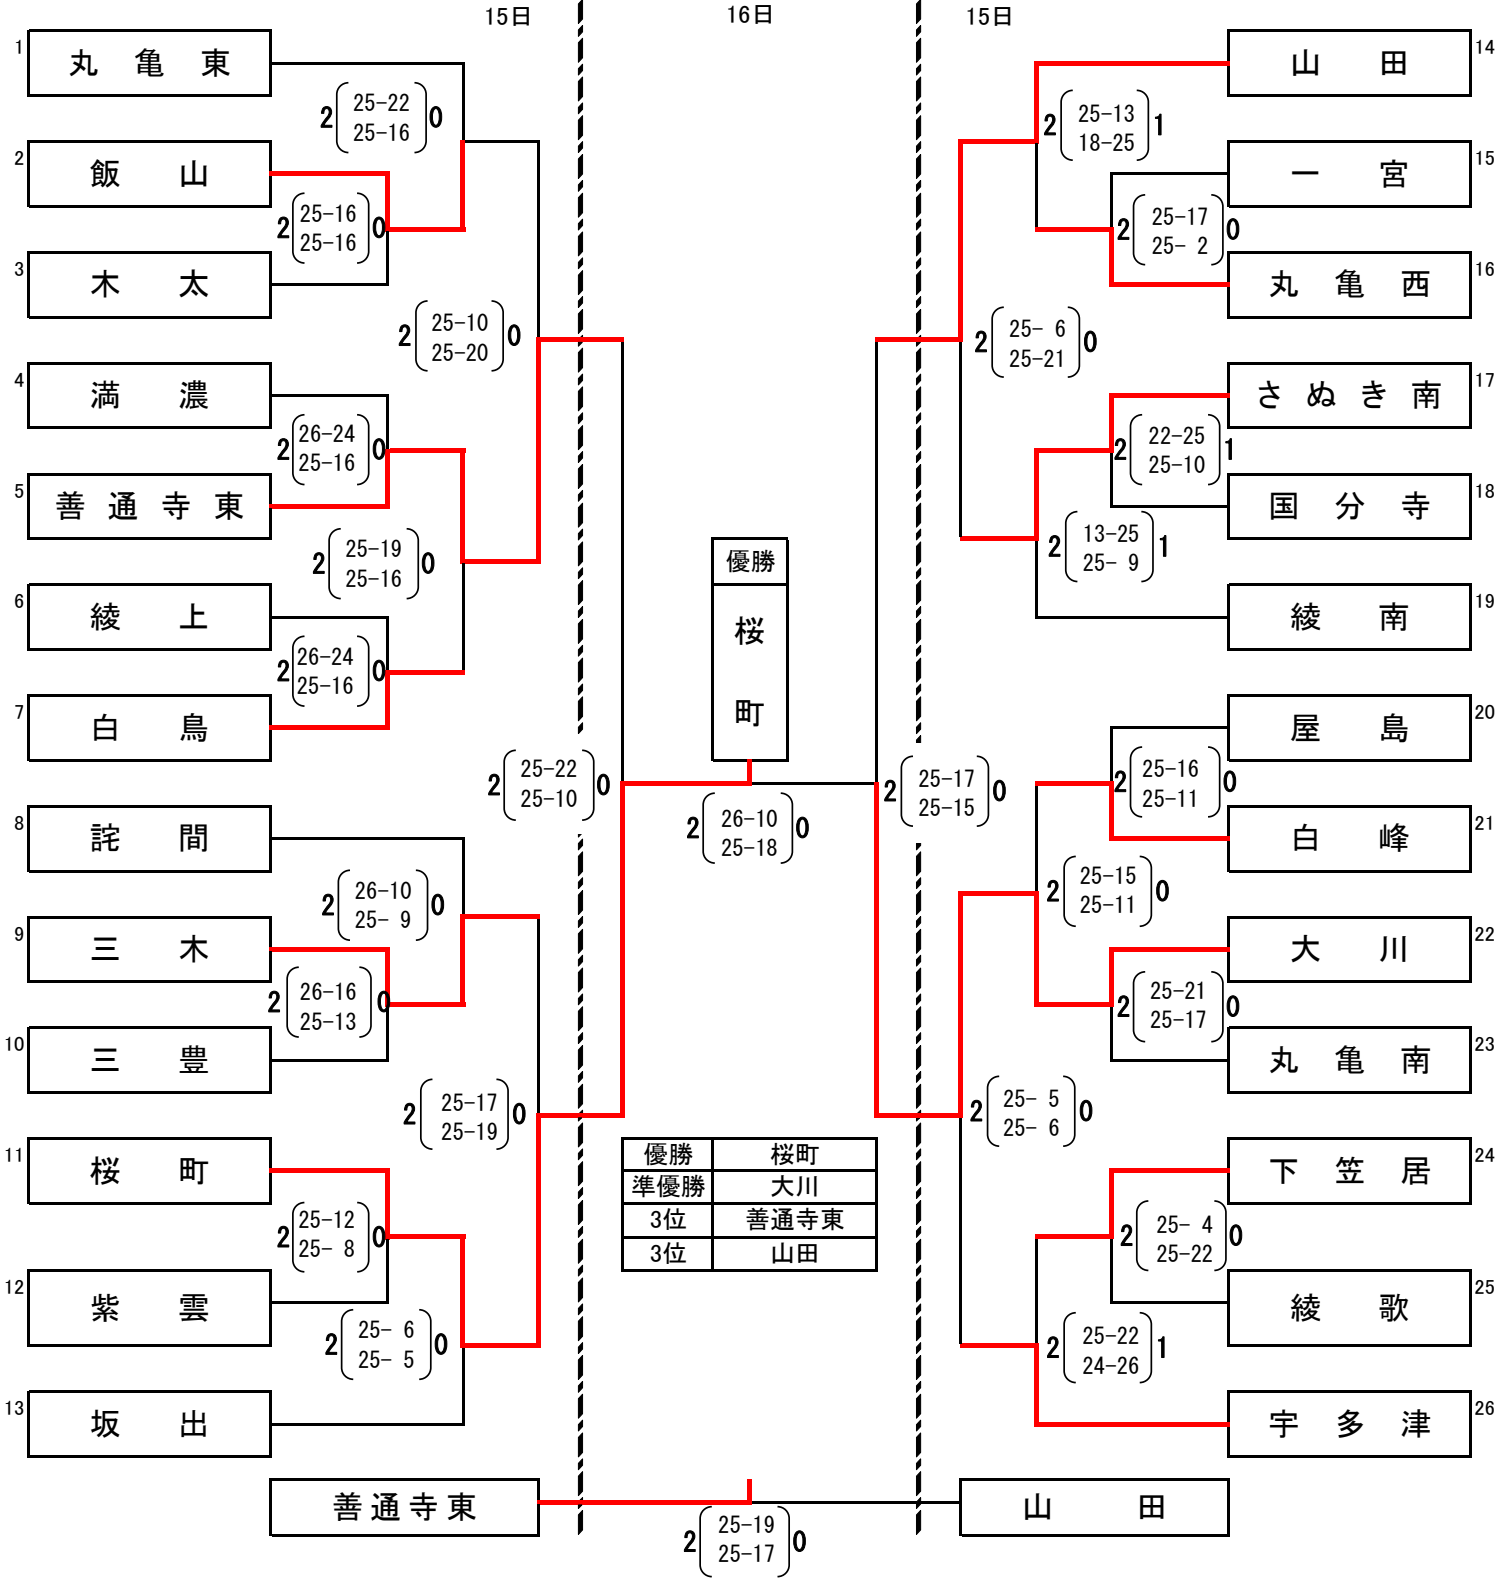 15日
16日
15日
1
丸亀東
2 25-22 0
25-16
2
飯山
2 25-16 0
25-16
3
木太
2 25-10 0
25-20
4
満濃
2 26-24 0
25-16
5
善通寺東
2 25-19 0
25-16
6
綾上
2 26-24 0
25-16
7
白鳥
2 25-22 0
25-10
8
詫間
2 26-10 0
25- 9
9
三木
2 26-16 0
25-13
10
三豊
2 25-17 0
25-19
11
桜町
2 25-12 0
25- 8
12
紫雲
2 25- 6 0
25- 5
13
坂出
優勝
桜町
2 26-10 0
25-18
優勝 桜町
準優勝 大川
3位 善通寺東
3位 山田
14
山田
2 25-13 1
18-25
15
一宮
2 25-17 0
25- 2
16
丸亀西
2 25- 6 0
25-21
17
さぬき南
2 22-25 1
25-10
18
国分寺
2 13-25 1
25- 9
19
綾南
20
屋島
2 25-16 0
25-11
2 25-17 0
25-15
21
白峰
2 25-15 0
25-11
22
大川
2 25-21 0
25-17
23
丸亀南
2 25- 5 0
25- 6
24
下笠居
2 25- 4 0
25-22
25
綾歌
2 25-22 1
24-26
26
宇多津
善通寺東
山田
2 25-19 0
25-17